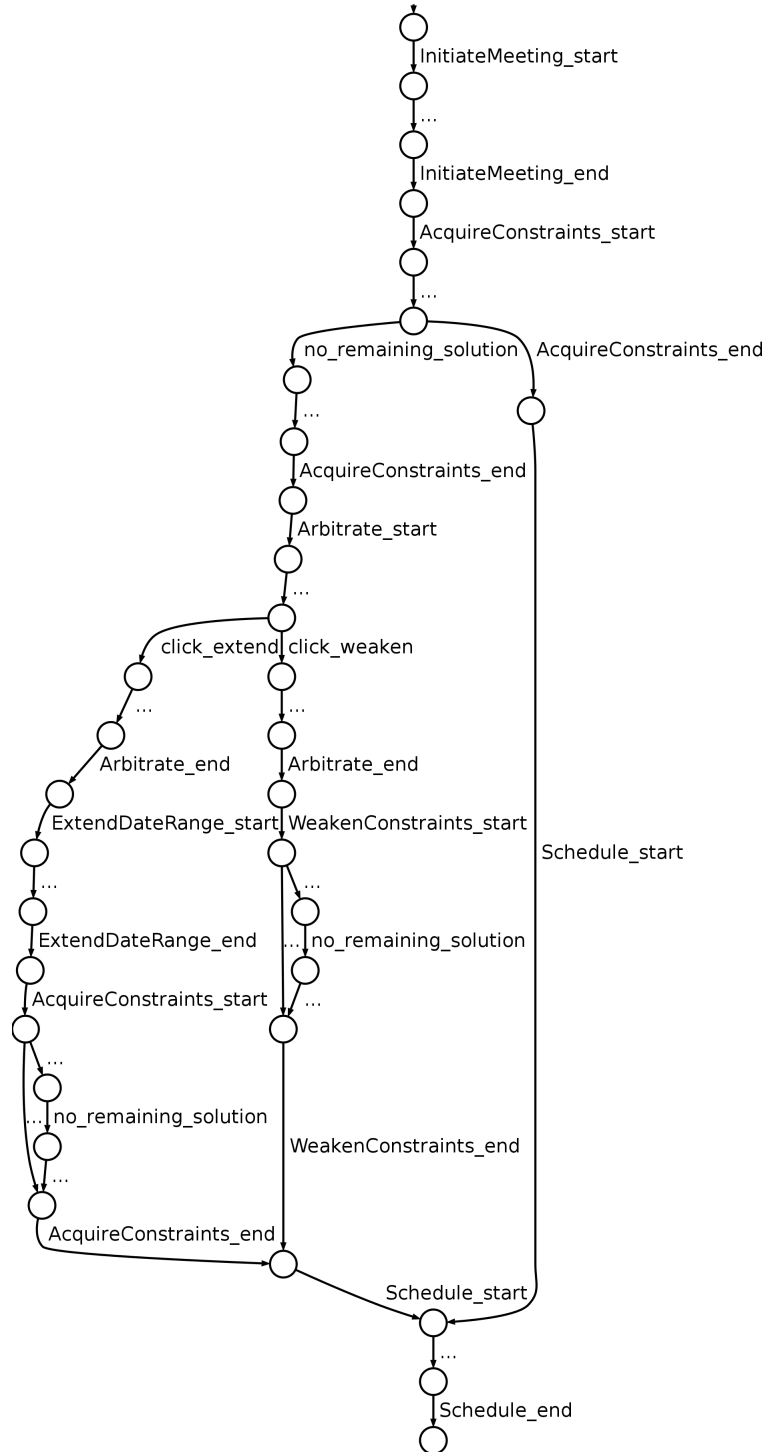 InitiateMeeting_start
...
InitiateMeeting_end
AcquireConstraints_start
...
no_remaining_solution
AcquireConstraints_end
...
AcquireConstraints_end
Arbitrate_start
...
click_extend
click_weaken
...
...
Arbitrate_end
Arbitrate_end
ExtendDateRange_start
WeakenConstraints_start
Schedule_start
...
...
ExtendDateRange_end
...
no_remaining_solution
AcquireConstraints_start
...
...
...
no_remaining_solution
WeakenConstraints_end
...
AcquireConstraints_end
Schedule_start
...
Schedule_end